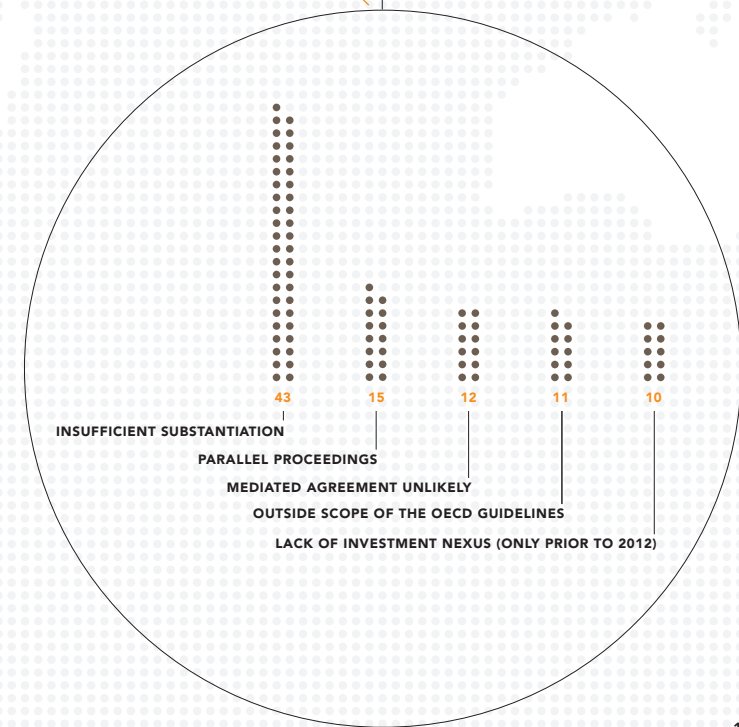 43 15 12 11 10
INSUFFICIENT SUBSTANTIATION
PARALLEL PROCEEDINGS
MEDIATED AGREEMENT UNLIKELY
OUTSIDE SCOPE OF THE OECD GUIDELINES
LACK OF INVESTMENT NEXUS (ONLY PRIOR TO 2012)